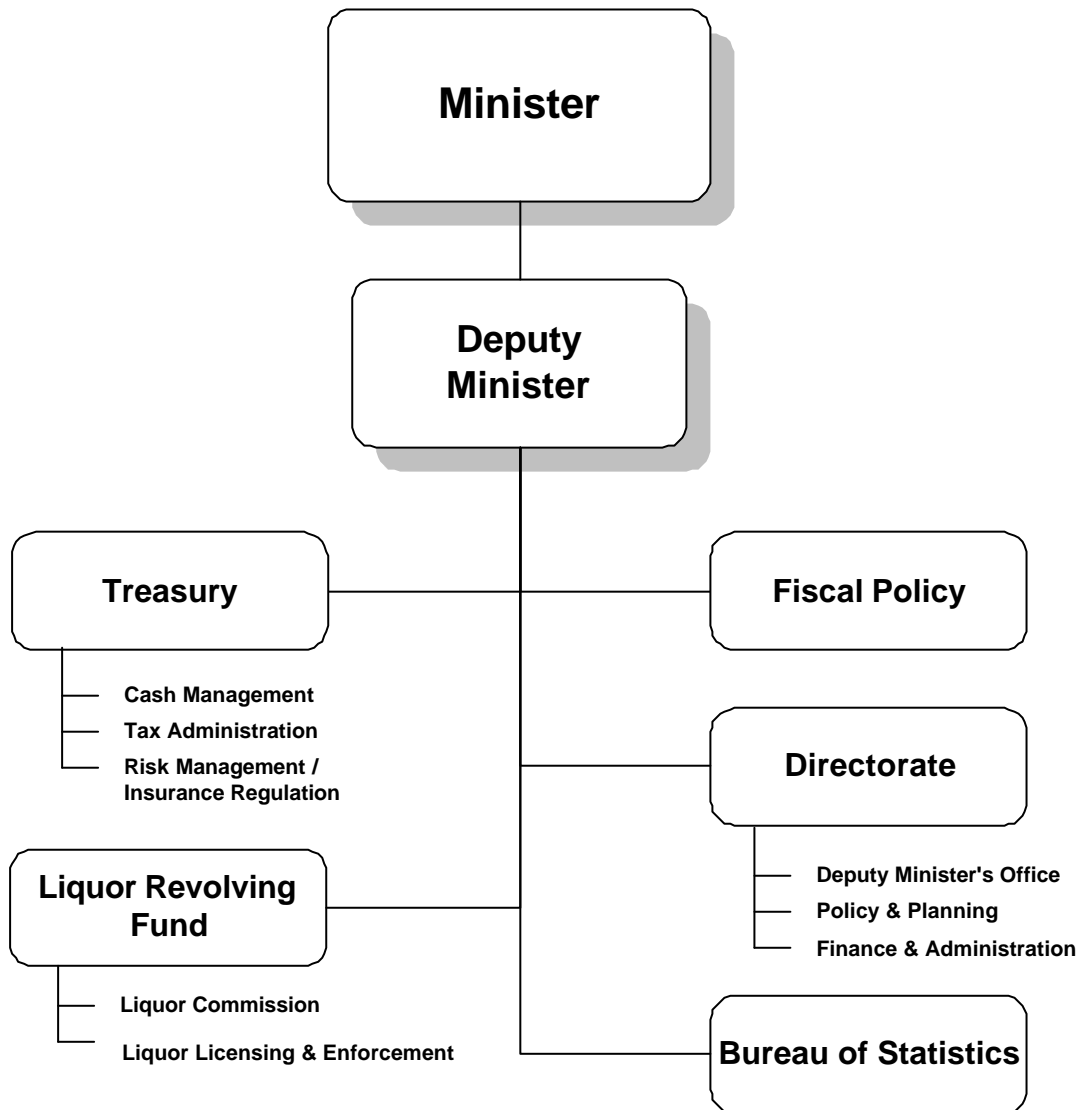 Minister
Deputy
Minister
Treasury
Cash Management
Tax Administration
Risk Management /
Insurance Regulation
Fiscal Policy
Directorate
Deputy Minister's Office
Policy & Planning
Finance & Administration
Liquor Revolving
Fund
Liquor Commission
Liquor Licensing & Enforcement
Bureau of Statistics